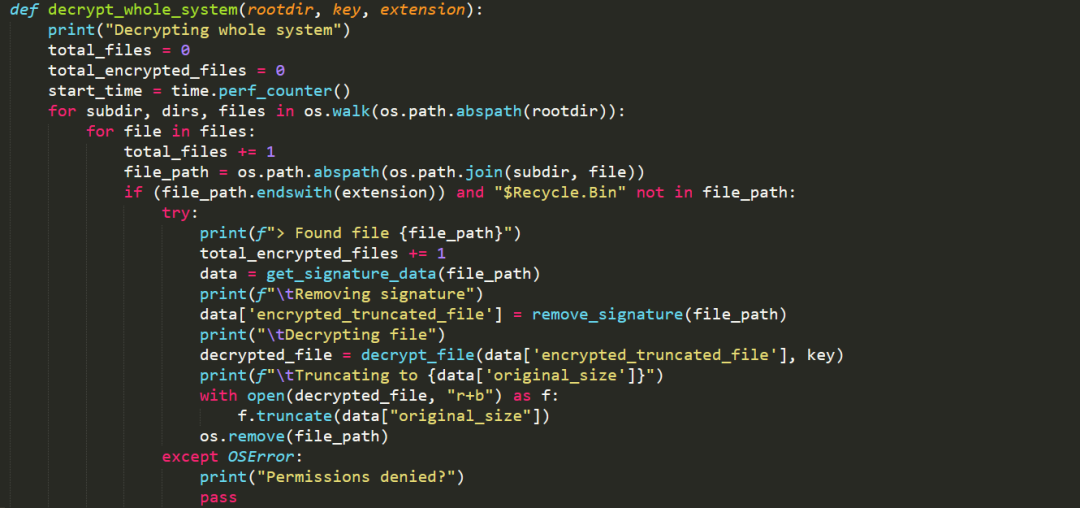 def decrypt_whole_system(rootdir, key, extension):
    print("Decrypting whole system")
    total_files = 0
    total_encrypted_files = 0
    start_time = time.perf_counter()
    for subdir, dirs, files in os.walk(os.path.abspath(rootdir)):
        for file in files:
            total_files += 1
            file_path = os.path.abspath(os.path.join(subdir, file))
            if (file_path.endswith(extension)) and "$Recycle.Bin" not in file_path:
                try:
                    print(f"> Found file {file_path}")
                    total_encrypted_files += 1
                    data = get_signature_data(file_path)
                    print(f"\tRemoving signature")
                    data['encrypted_truncated_file'] = remove_signature(file_path)
                    print("\tDecrypting file")
                    decrypted_file = decrypt_file(data['encrypted_truncated_file'], key)
                    print(f"\tTruncating to {data['original_size']}")
                    with open(decrypted_file, "r+b") as f:
                        f.truncate(data["original_size"])
                    os.remove(file_path)
                except OSError:
                    print("Permissions denied?")
                    pass